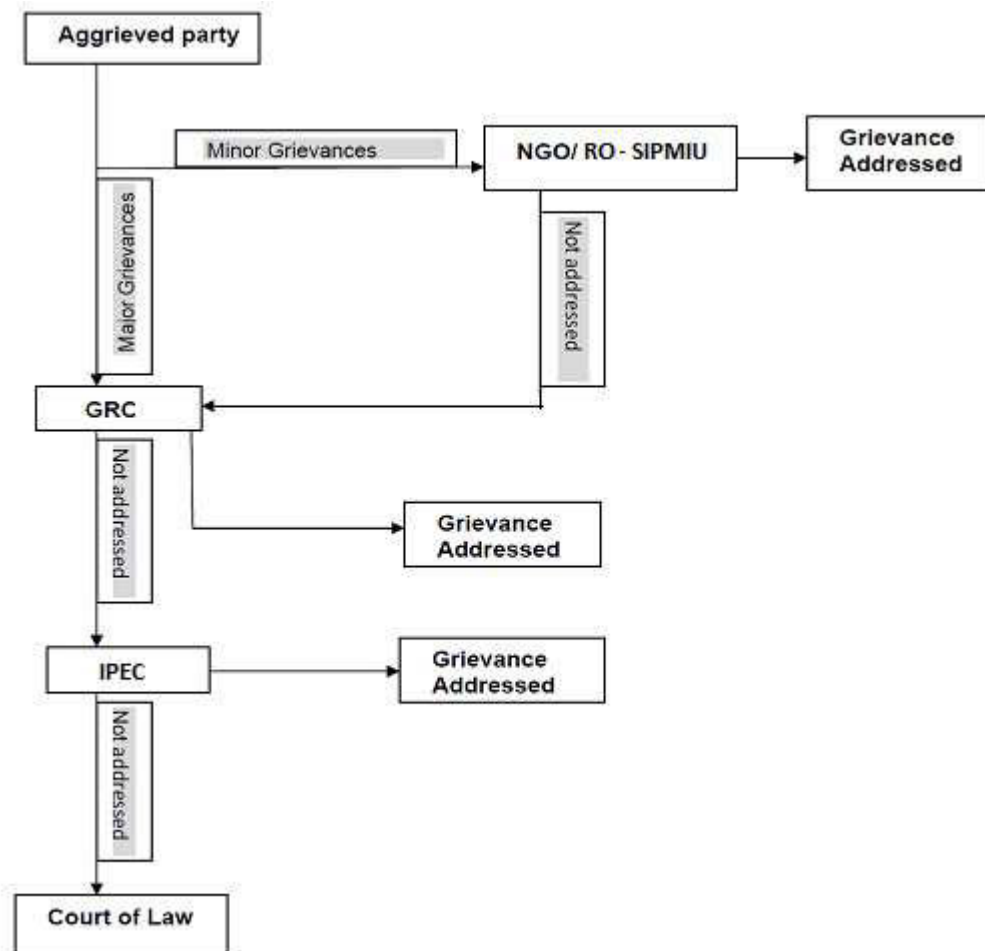 Aggrieved party
Minor Grievances
NGO/ RO - SIPMIU
Grievance
Addressed
Major Grievances
Not addressed
GRC
Not addressed
Grievance
Addressed
IPEC
Grievance
Addressed
Not addressed
Court of Law